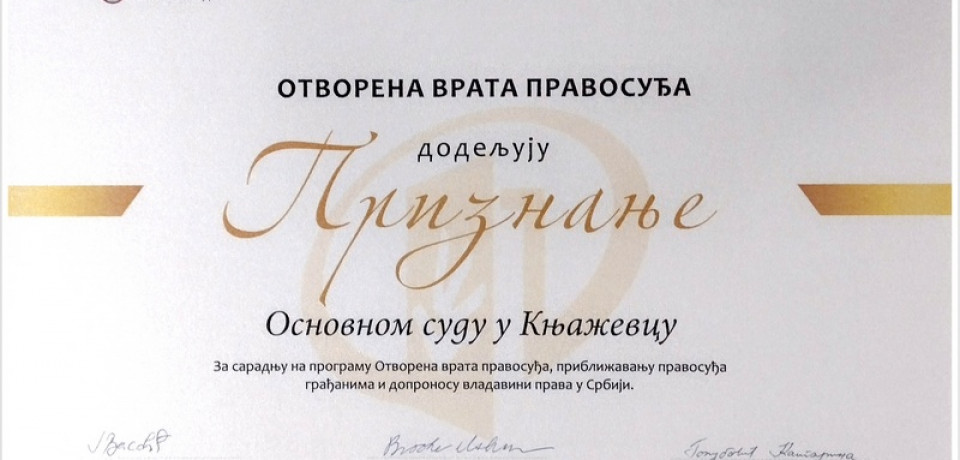 ОТВОРЕНА ВРАТА ПРАВОСУЂА
додељују
Признање
Основном суду у Књажевцу
За сарадњу на програму Отворена врата правосуђа, приближавању правосуђа
грађанима и допроносу владавини права у Србији.